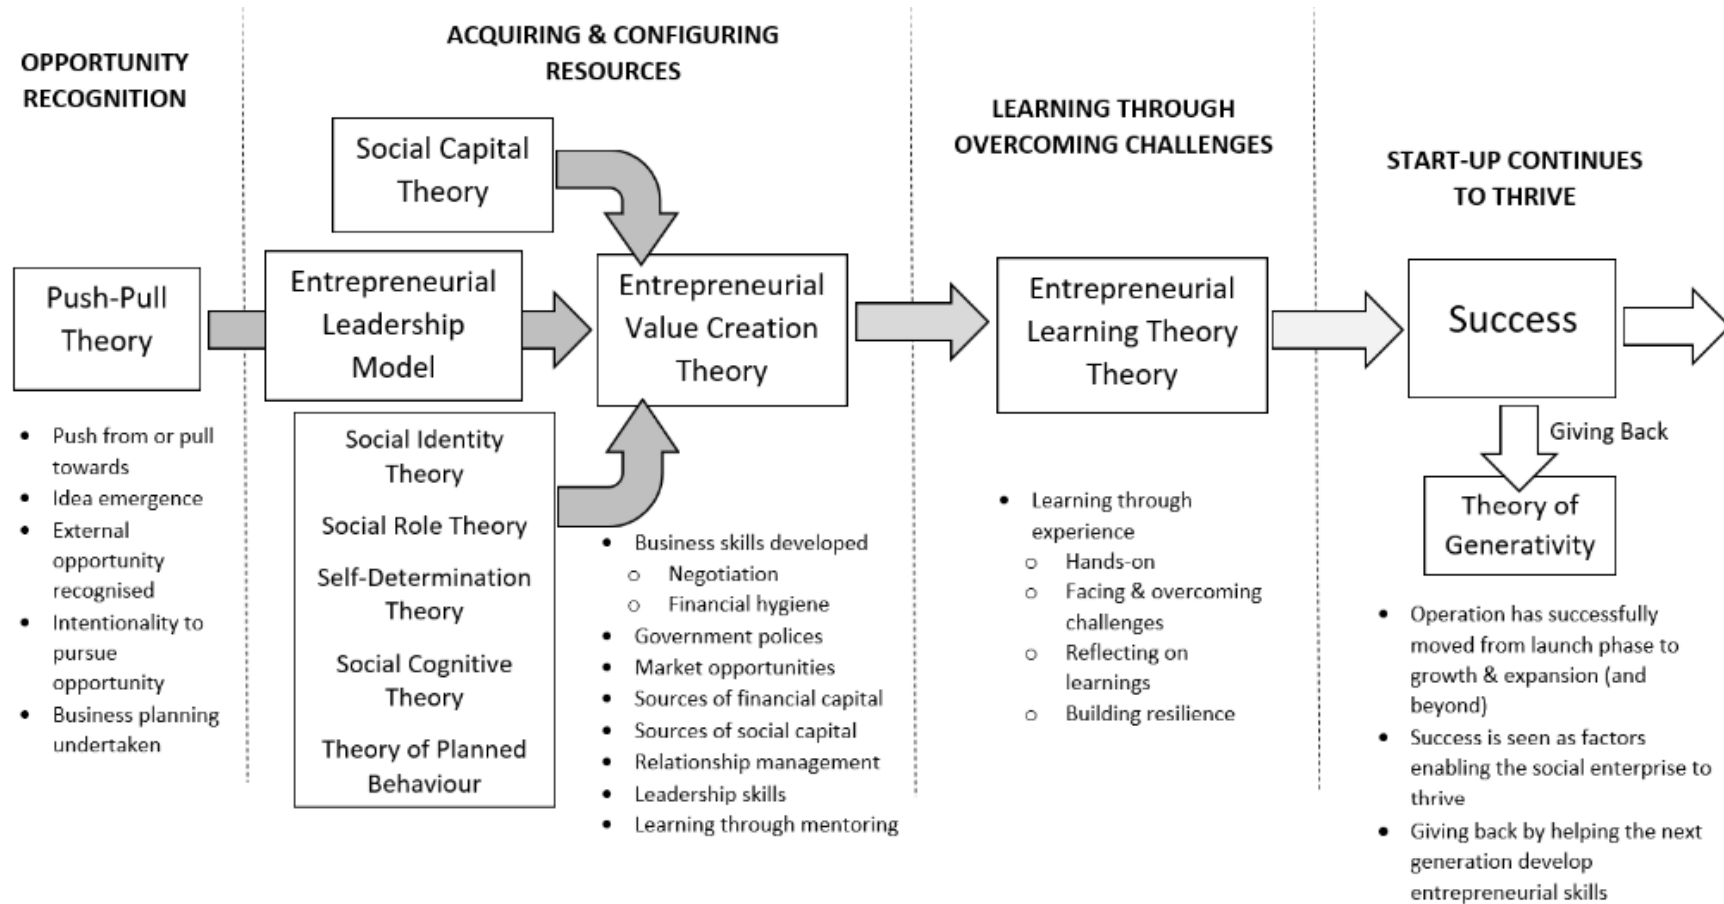 OPPORTUNITY
RECOGNITION
Push-Pull
Theory
• Push from or pull
towards
• Idea emergence
• External
opportunity
recognised
• Intentionality to
pursue
opportunity
• Business planning
undertaken
ACQUIRING & CONFIGURING
RESOURCES
Social Capital
Theory
Entrepreneurial
Leadership
Model
Social Identity
Theory
Social Role Theory
Self-Determination
Theory
Social Cognitive
Theory
Theory of Planned
Behaviour
Entrepreneurial
Value Creation
Theory
• Business skills developed
o Negotiation
o Financial hygiene
• Government polices
• Market opportunities
• Sources of financial capital
• Sources of social capital
• Relationship management
• Leadership skills
• Learning through mentoring
LEARNING THROUGH
OVERCOMING CHALLENGES
Entrepreneurial
Learning Theory
Theory
• Learning through
experience
o Hands-on
o Facing & overcoming
challenges
o Reflecting on
learnings
o Building resilience
START-UP CONTINUES
TO THRIVE
Success
Giving Back
Theory of
Generativity
• Operation has successfully
moved from launch phase to
growth & expansion (and
beyond)
• Success is seen as factors
enabling the social enterprise to
thrive
• Giving back by helping the next
generation develop
entrepreneurial skills